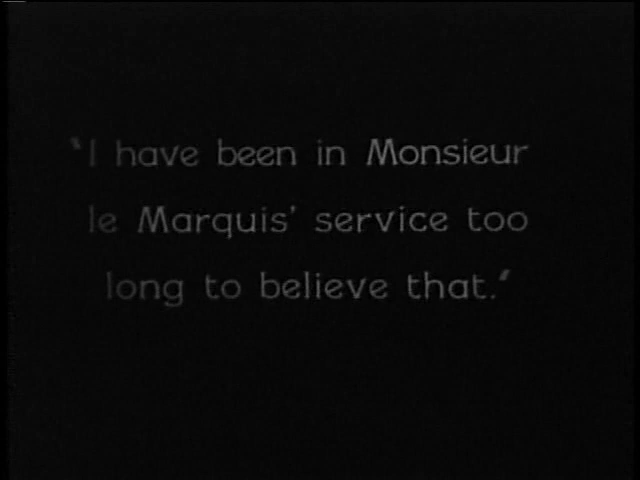 "I have been in Monsieur
le Marquis' service too
long to believe that."